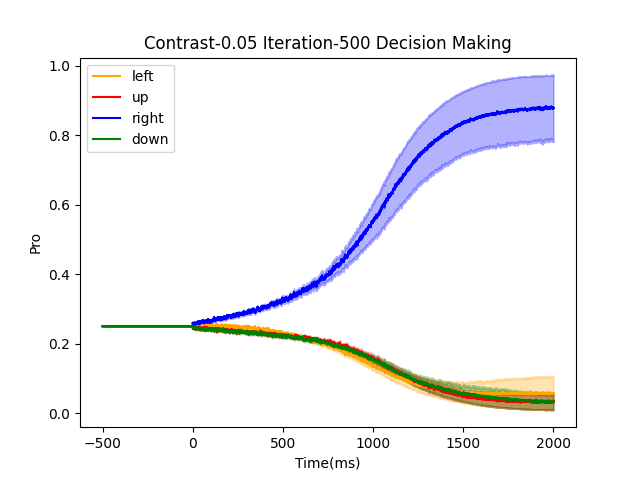 Contrast-0.05 Iteration-500 Decision Making
left
up
right
down
1.0
0.8
0.6
0.4
0.2
0.0
Pro
−500
0
500
1000
1500
2000
Time(ms)